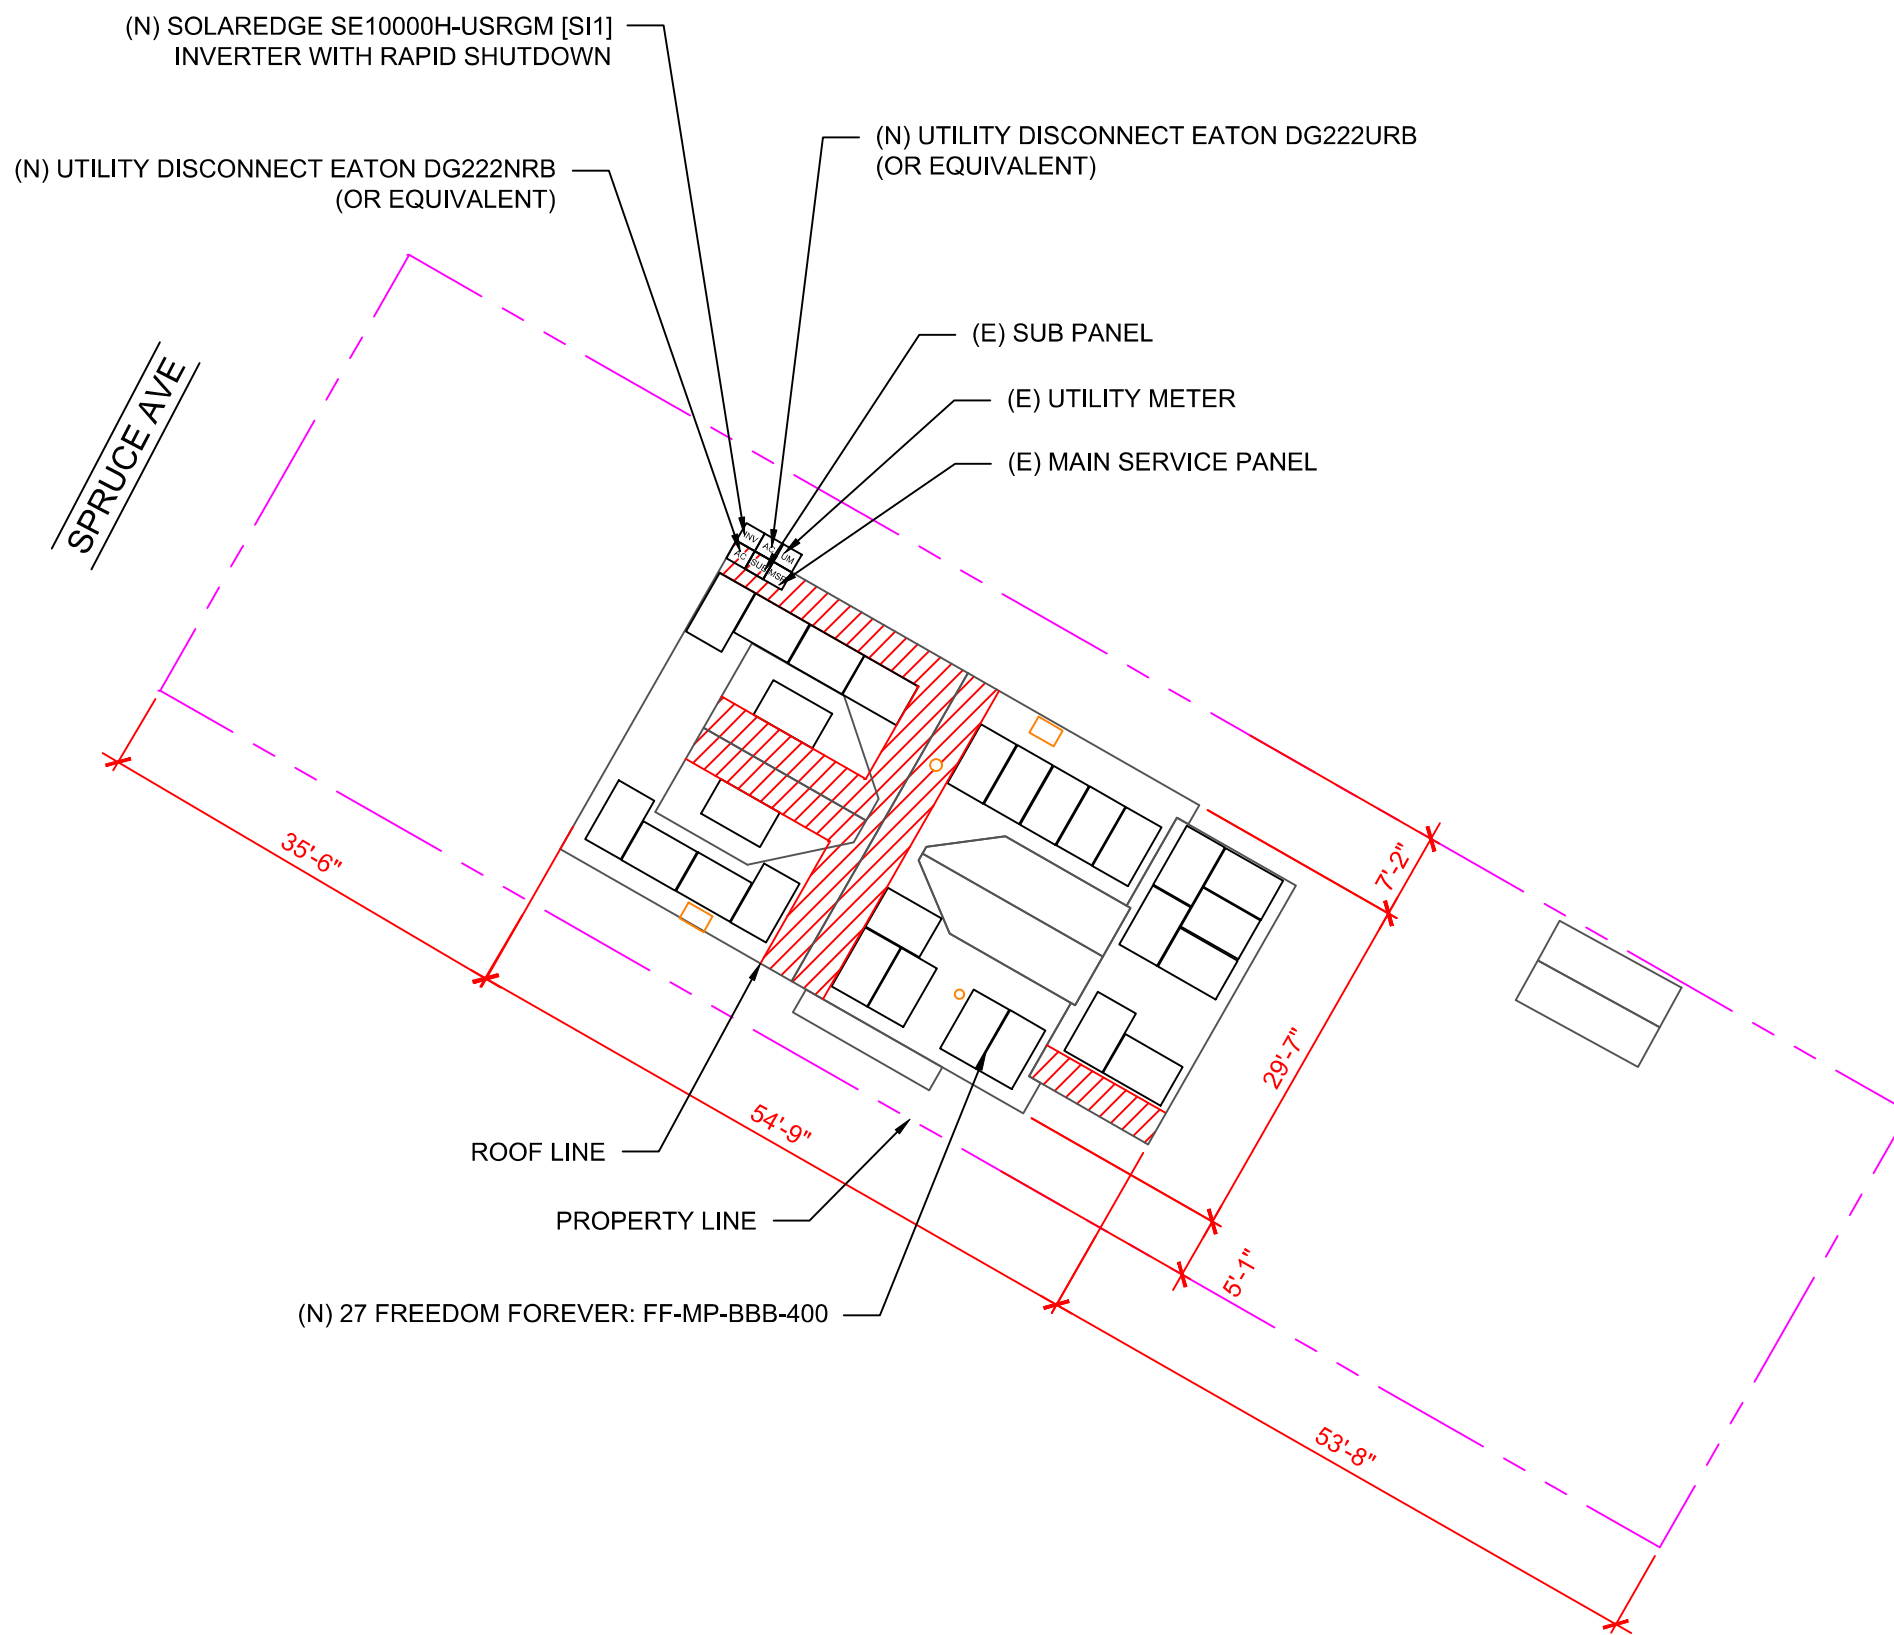 (N) SOLAREDGE SE10000H-USRGM [SI1]
INVERTER WITH RAPID SHUTDOWN
(N) UTILITY DISCONNECT EATON DG222URB
(OR EQUIVALENT)
(N) UTILITY DISCONNECT EATON DG222NRB
(OR EQUIVALENT)
(E) SUB PANEL
(E) UTILITY METER
(E) MAIN SERVICE PANEL
SPRUCE AVE
INV
AC
UM
AC
SUB
MSP
35'-6"
7'-2"
29'-7"
54'-9"
ROOF LINE
PROPERTY LINE
5'-1"
(N) 27 FREEDOM FOREVER: FF-MP-BBB-400
53'-8"